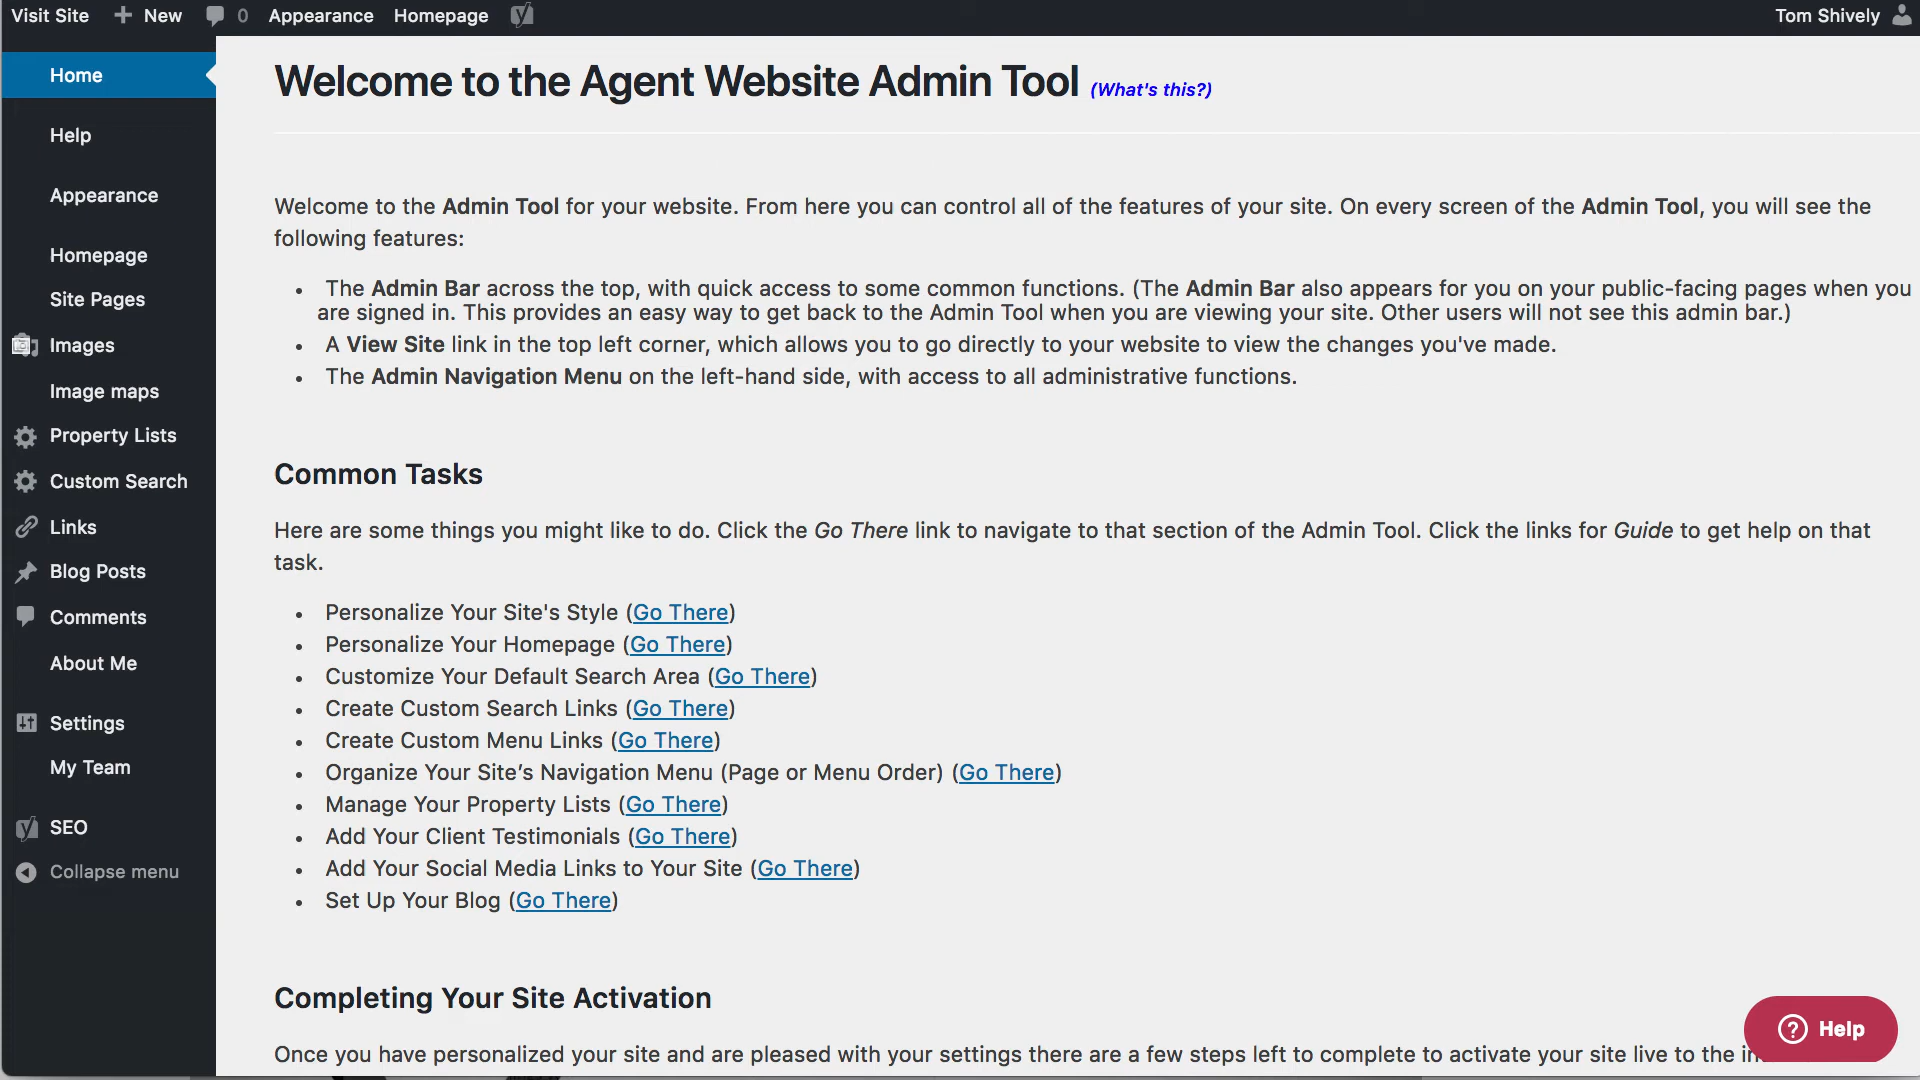 Visit Site
New
0
Appearance
Homepage
Tom Shively
Home
Help
Appearance
Homepage
Site Pages
Images
Image maps
Property Lists
Custom Search
Links
Blog Posts
Comments
About Me
Settings
My Team
SEO
Collapse menu
Welcome to the Agent Website Admin Tool (What's this?)
Welcome to the Admin Tool for your website. From here you can control all of the features of your site. On every screen of the Admin Tool, you will see the
following features:
• The Admin Bar across the top, with quick access to some common functions. (The Admin Bar also appears for you on your public-facing pages when you
are signed in. This provides an easy way to get back to the Admin Tool when you are viewing your site. Other users will not see this admin bar.)
• A View Site link in the top left corner, which allows you to go directly to your website to view the changes you've made.
• The Admin Navigation Menu on the left-hand side, with access to all administrative functions.
Common Tasks
Here are some things you might like to do. Click the Go There link to navigate to that section of the Admin Tool. Click the links for Guide to get help on that
task.
• Personalize Your Site's Style (Go There)
• Personalize Your Homepage (Go There)
• Customize Your Default Search Area (Go There)
• Create Custom Search Links (Go There)
• Create Custom Menu Links (Go There)
• Organize Your Site’s Navigation Menu (Page or Menu Order) (Go There)
• Manage Your Property Lists (Go There)
• Add Your Client Testimonials (Go There)
• Add Your Social Media Links to Your Site (Go There)
• Set Up Your Blog (Go There)
Completing Your Site Activation
Once you have personalized your site and are pleased with your settings there are a few steps left to complete to activate your site live to the
Help